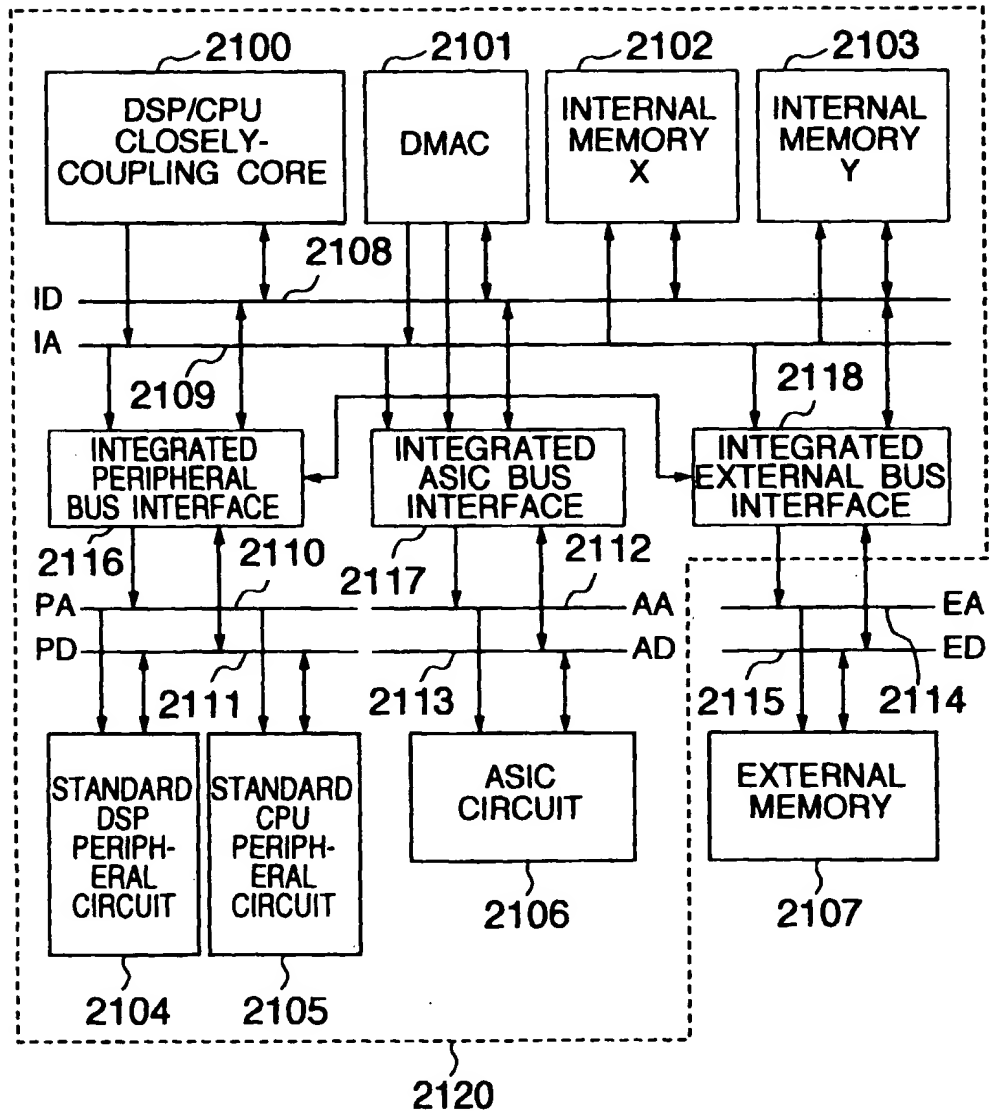 2100
2101
2102
2103
DSP/CPU
CLOSELY-
COUPLING CORE
DMAC
INTERNAL
MEMORY
X
INTERNAL
MEMORY
Y
2108
ID
IA
2109
2118
INTEGRATED
PERIPHERAL
BUS INTERFACE
INTEGRATED
ASIC BUS
INTERFACE
INTEGRATED
EXTERNAL BUS
INTERFACE
2116
2110
2117
2112
PA
AA
EA
PD
AD
ED
2111
2113
2115
2114
STANDARD
DSP
PERIPH-
ERAL
CIRCUIT
STANDARD
CPU
PERIPH-
ERAL
CIRCUIT
ASIC
CIRCUIT
EXTERNAL
MEMORY
2104
2105
2106
2107
2120